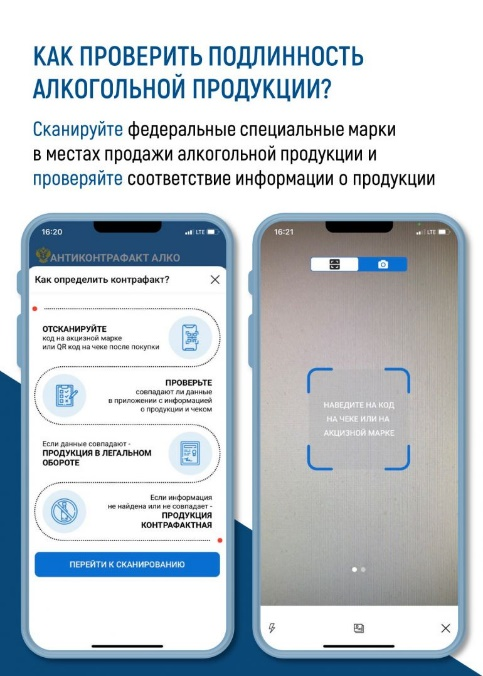 КАК ПРОВЕРИТЬ ПОДЛИННОСТЬ
АЛКОГОЛЬНОЙ ПРОДУКЦИИ?
Сканируйте федеральные специальные марки
в местах продажи алкогольной продукции и
проверяйте соответствие информации о продукции
16:20
LTE
АНТИКОНТРАФАКТ АЛКО
Как определить контрафакт?
ОТСКАНИРУЙТЕ
код на акцизной марке
или QR код на чеке после покупки
ПРОВЕРЬТЕ
совпадают ли данные
в приложении с информацией
о продукции и чеком
Если данные совпадают -
ПРОДУКЦИЯ В ЛЕГАЛЬНОМ
ОБОРОТЕ
Если информация
не найдена или не совпадает -
ПРОДУКЦИЯ
КОНТРАФАКТНАЯ
ПЕРЕЙТИ К СКАНИРОВАНИЮ
16:21
LTE
НАВЕДИТЕ НА КОД
НА ЧЕКЕ ИЛИ НА
АКЦИЗНОЙ МАРКЕ